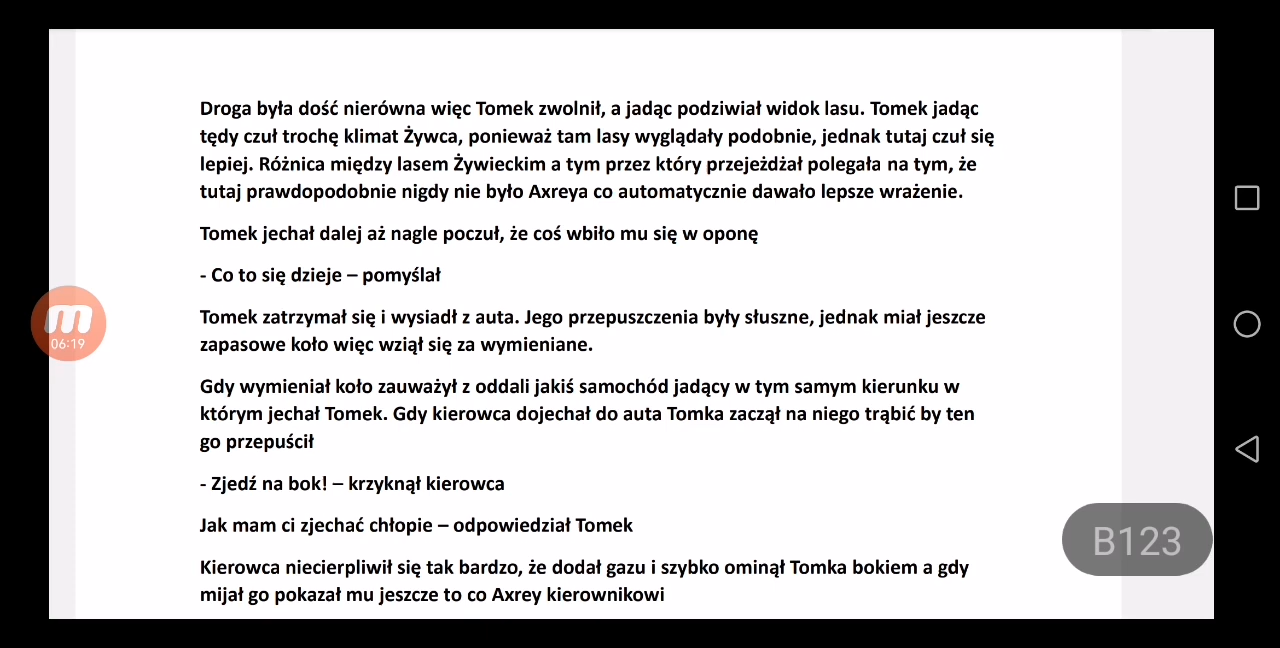 Droga była dość nierówna więc Tomek zwolnił, a jadąc podziwiał widok lasu. Tomek jadąc
tędy czuł trochę klimat Żywca, ponieważ tam lasy wyglądały podobnie, jednak tutaj czuł się
lepiej. Różnica między lasem Żywieckim a tym przez który przejeżdżał polegała na tym, że
tutaj prawdopodobnie nigdy nie było Axreya co automatycznie dawało lepsze wrażenie.
Tomek jechał dalej aż nagle poczuł, że coś wbiło mu się w oponę
- Co to się dzieje – pomyślał
Tomek zatrzymał się i wysiadł z auta. Jego przepuszczenia były słuszne, jednak miał jeszcze
zapasowe koło więc wziął się za wymieniane.
Gdy wymieniał koło zauważył z oddali jakiś samochód jadący w tym samym kierunku w
którym jechał Tomek. Gdy kierowca dojechał do auta Tomka zaczął na niego trąbić by ten
go przepuścił
- Zjedź na bok! – krzyknął kierowca
Jak mam ci zjechać chłopie – odpowiedział Tomek
Kierowca niecierpliwił się tak bardzo, że dodał gazu i szybko ominął Tomka bokiem a gdy
mijał go pokazał mu jeszcze to co Axrey kierownikowi
06:19
B123